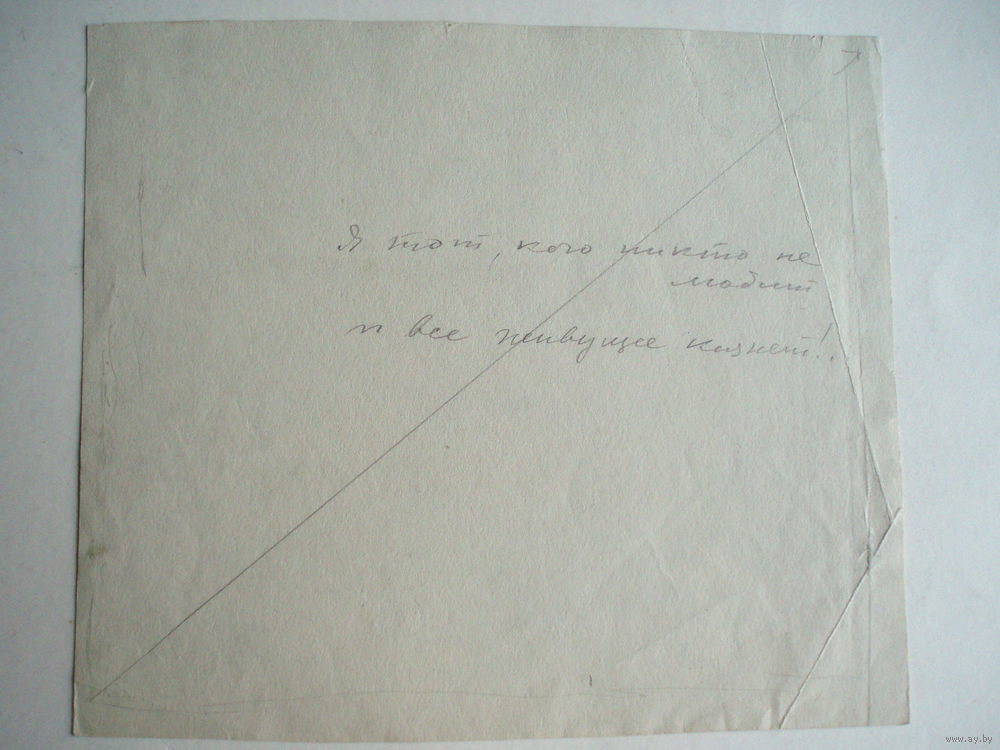 Я тот, кого никто не
любит
и все живущее клянет!.
www.ay.by